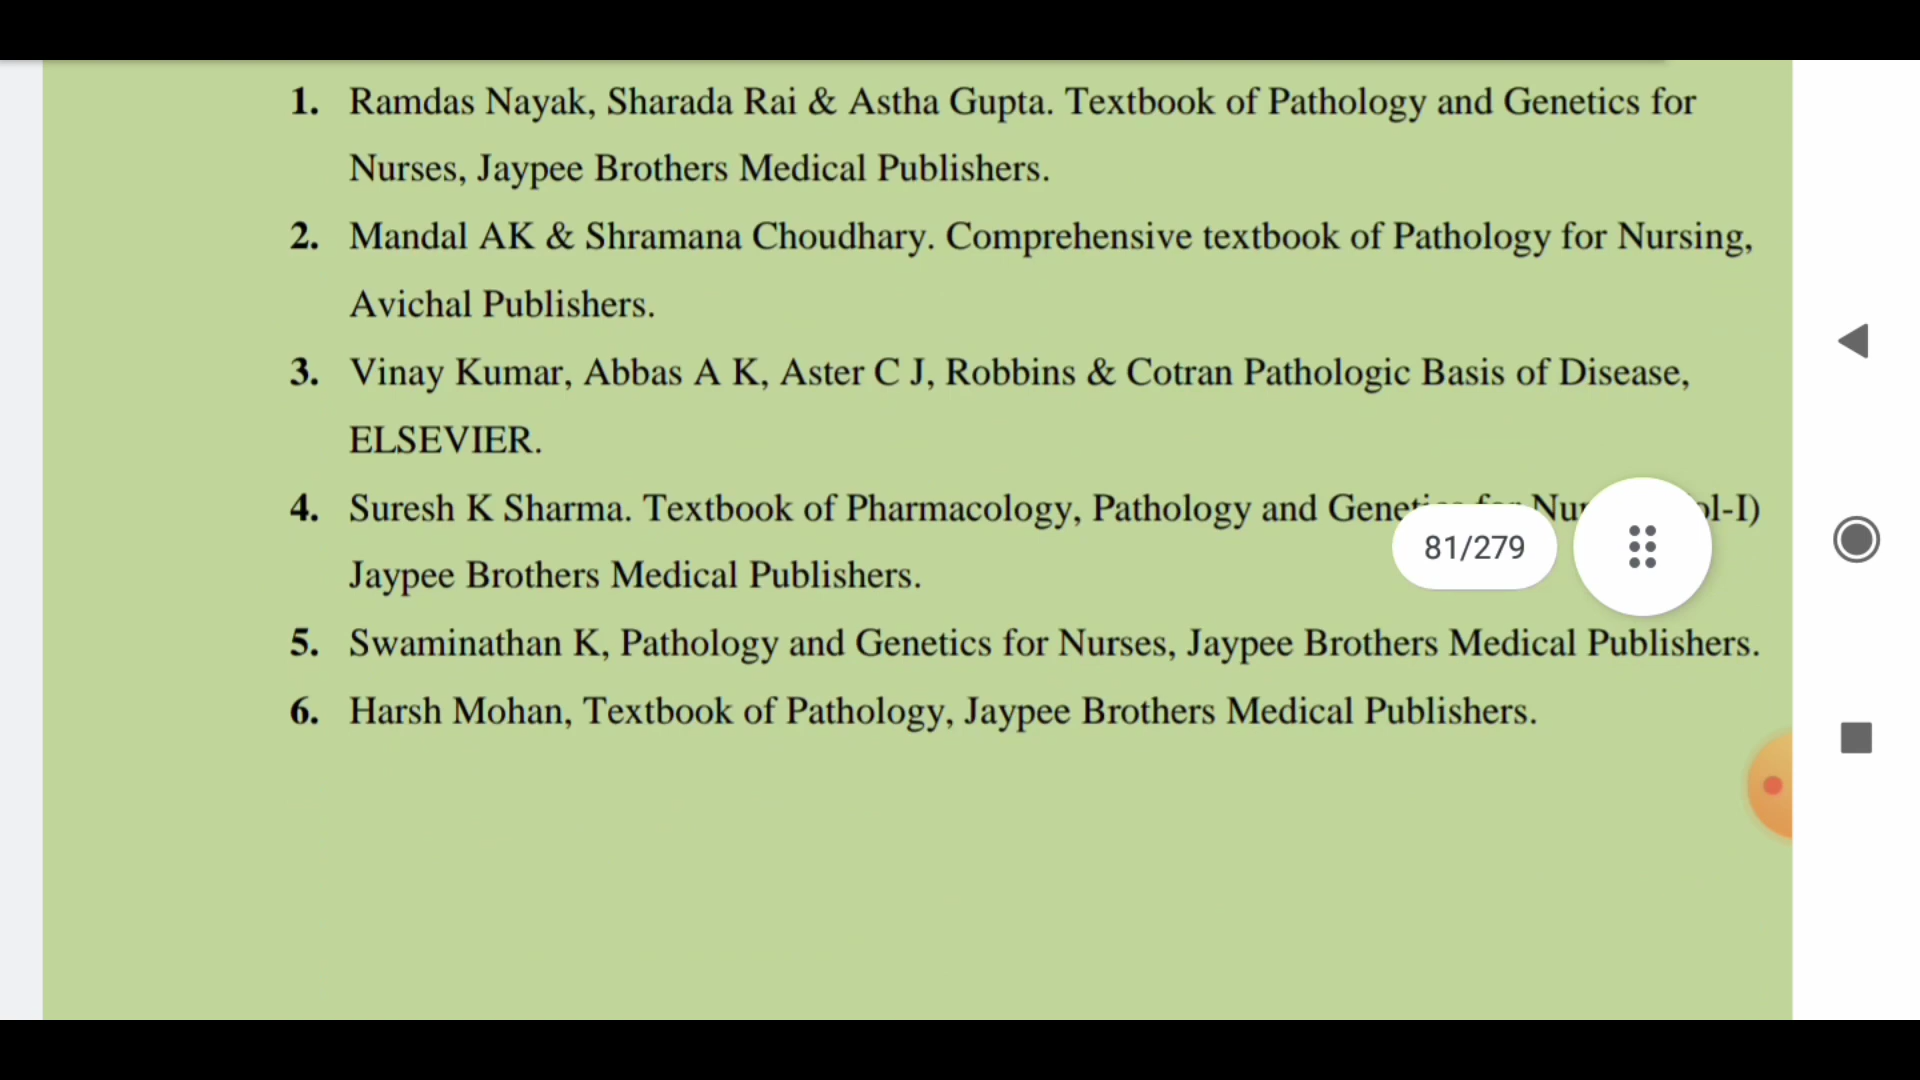 1. Ramdas Nayak, Sharada Rai & Astha Gupta. Textbook of Pathology and Genetics for
Nurses, Jaypee Brothers Medical Publishers.
2. Mandal AK & Shramana Choudhary. Comprehensive textbook of Pathology for Nursing,
Avichal Publishers.
3. Vinay Kumar, Abbas A K, Aster C J, Robbins & Cotran Pathologic Basis of Disease,
ELSEVIER.
4. Suresh K Sharma. Textbook of Pharmacology, Pathology and
81/279
Jaypee Brothers Medical Publishers.
5. Swaminathan K, Pathology and Genetics for Nurses, Jaypee Brothers Medical Publishers.
6. Harsh Mohan, Textbook of Pathology, Jaypee Brothers Medical Publishers.